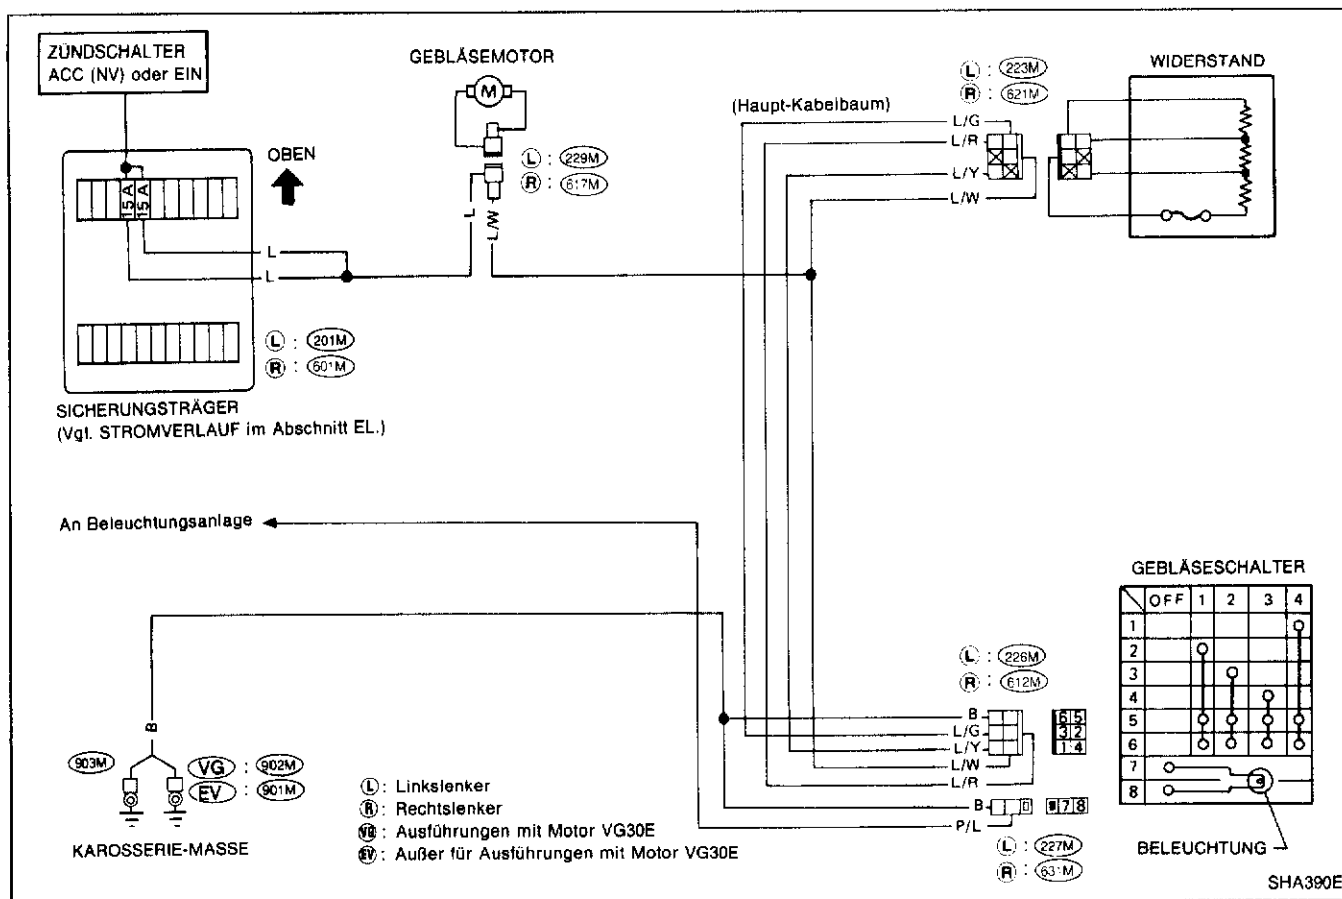 ZÜNDSCHALTER
ACC (NV) oder EIN
OBEN
15 A
15 A
L
L
L : 201M
R : 601M
SICHERUNGSTRÄGER
(Vgl. STROMVERLAUF im Abschnitt EL.)
GEBLÄSEMOTOR
M
L : 229M
R : 617M
L
L/W
(Haupt-Kabelbaum)
L : 223M
R : 621M
L/G
L/R
L/Y
L/W
WIDERSTAND
An Beleuchtungsanlage
B
903M
VG : 902M
EV : 901M
KAROSSERIE-MASSE
L : Linkslenker
R : Rechtslenker
VG : Ausführungen mit Motor VG30E
EV : Außer für Ausführungen mit Motor VG30E
L : 226M
R : 612M
B
L/G
L/Y
L/W
L/R
6 5
3 2
1 4
B
P/L
7 8
L : 227M
R : 631M
GEBLÄSESCHALTER
OFF 1 2 3 4
1
2
3
4
5
6
7
8
BELEUCHTUNG
SHA390E